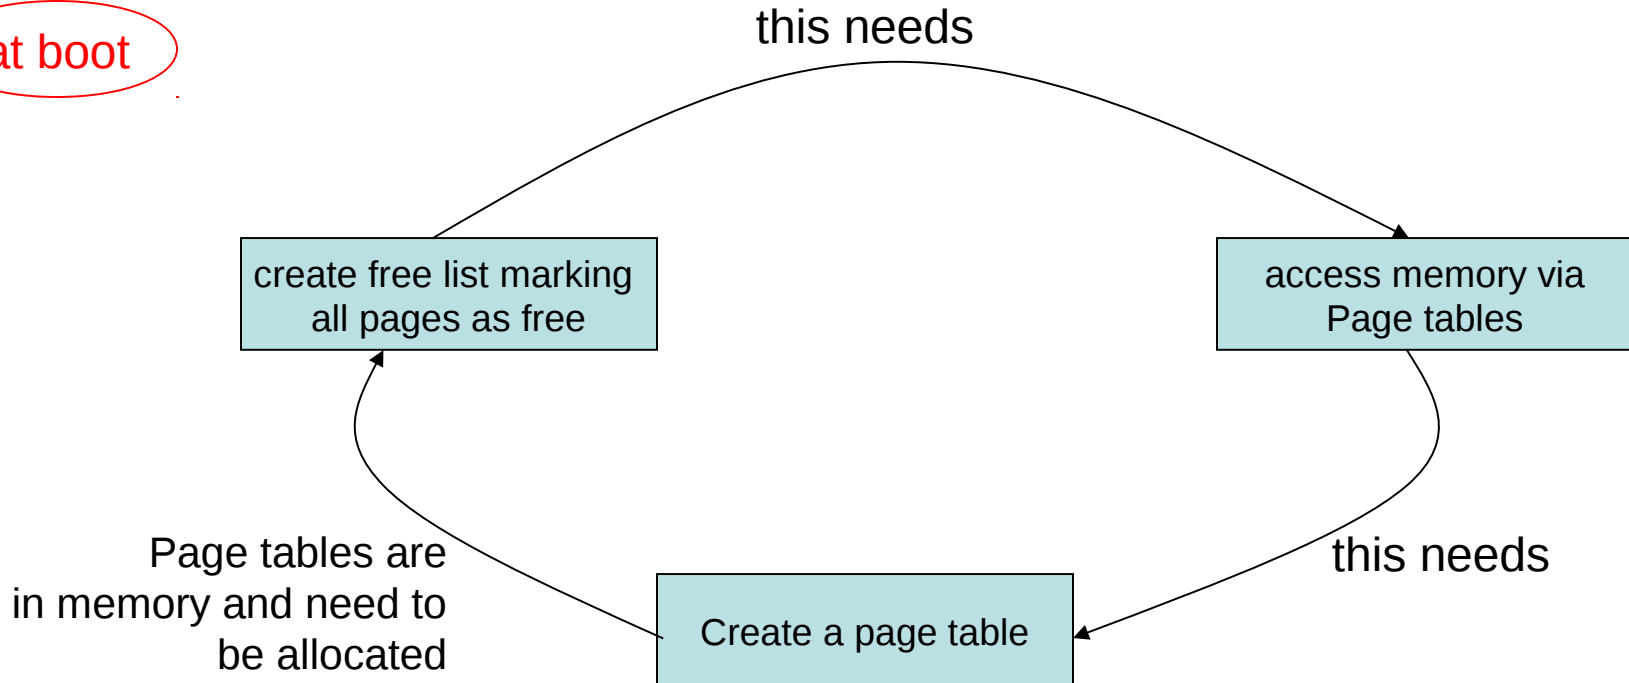 this needs
at boot
create free list marking
all pages as free
access memory via
Page tables
Page tables are
in memory and need to
be allocated
this needs
Create a page table